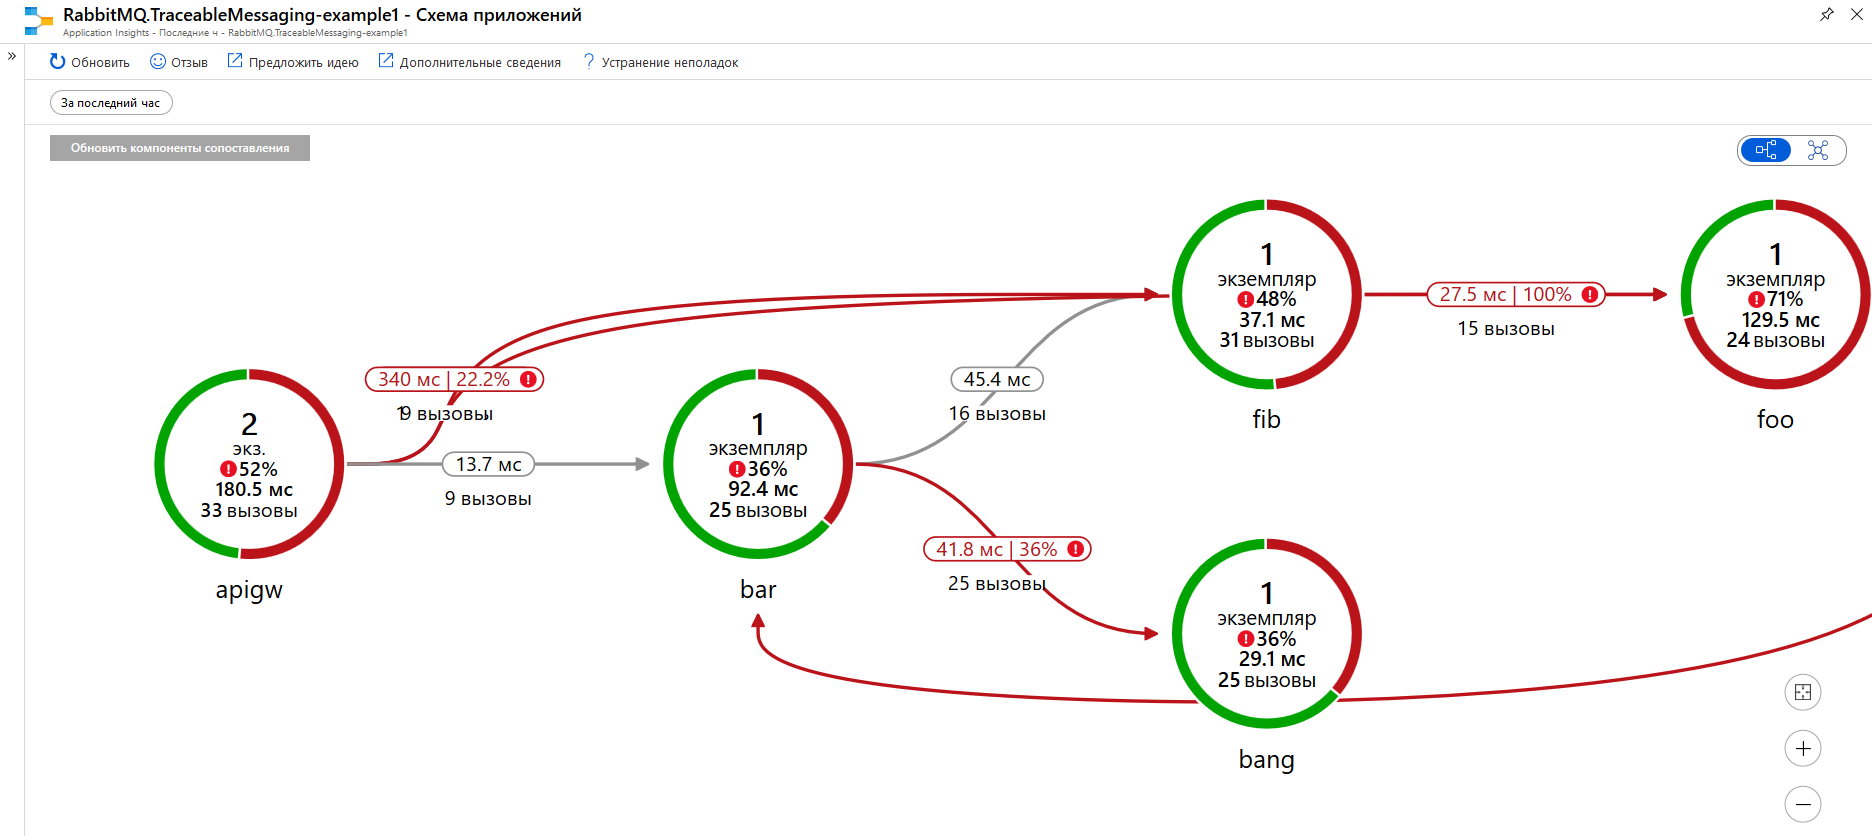 RabbitMQ.TraceableMessaging-example1 - Схема приложений
Application Insights - Последние ч - RabbitMQ.TraceableMessaging-example1
Обновить
Отзыв
Предложить идею
Дополнительные сведения
Устранение неполадок
За последний час
Обновить компоненты сопоставления
2
экз.
52%
180.5 мс
33 вызовы
apigw
340 мс | 22.2%
9 вызовы
13.7 мс
9 вызовы
1
экземпляр
36%
92.4 мс
25 вызовы
bar
45.4 мс
16 вызовы
41.8 мс | 36%
25 вызовы
1
экземпляр
48%
37.1 мс
31 вызовы
fib
27.5 мс | 100%
15 вызовы
1
экземпляр
71%
129.5 мс
24 вызовы
foo
1
экземпляр
36%
29.1 мс
25 вызовы
bang